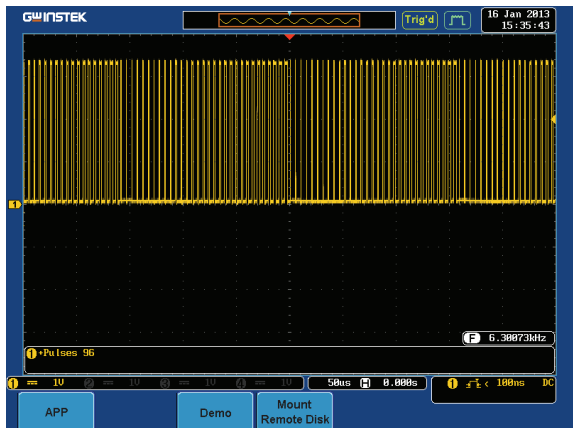 GWINSTEK
Trig'd
16 Jan 2013
15:35:43
1
F 6.30073kHz
1 +Pulses 96
1 == 1V 2 == 1V 3 == 1V 4 == 1V
50us H 0.000s
1 < 100ns DC
APP
Demo
Mount
Remote Disk